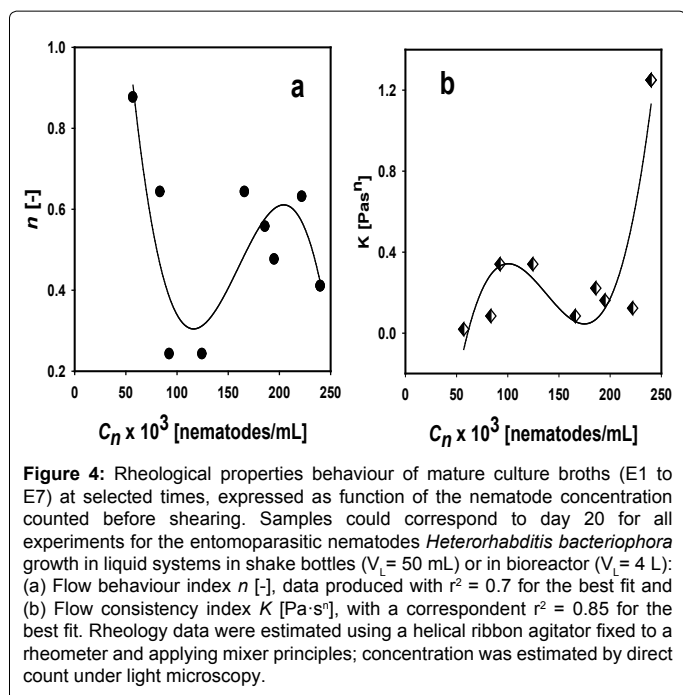 1.0
0.8
0.6
0.4
0.2
n [-]
a
0 50 100 150 200 250
Cn x 10³ [nematodes/mL]
1.2
0.8
0.4
0.0
K [Pasⁿ]
b
0 50 100 150 200 250
Cn x 10³ [nematodes/mL]
Figure 4: Rheological properties behaviour of mature culture broths (E1 to
E7) at selected times, expressed as function of the nematode concentration
counted before shearing. Samples could correspond to day 20 for all
experiments for the entomoparasitic nematodes Heterorhabditis bacteriophora
growth in liquid systems in shake bottles (V_L= 50 mL) or in bioreactor (V_L= 4 L):
(a) Flow behaviour index n [-], data produced with r² = 0.7 for the best fit and
(b) Flow consistency index K [Pa·sⁿ], with a correspondent r² = 0.85 for the
best fit. Rheology data were estimated using a helical ribbon agitator fixed to a
rheometer and applying mixer principles; concentration was estimated by direct
count under light microscopy.